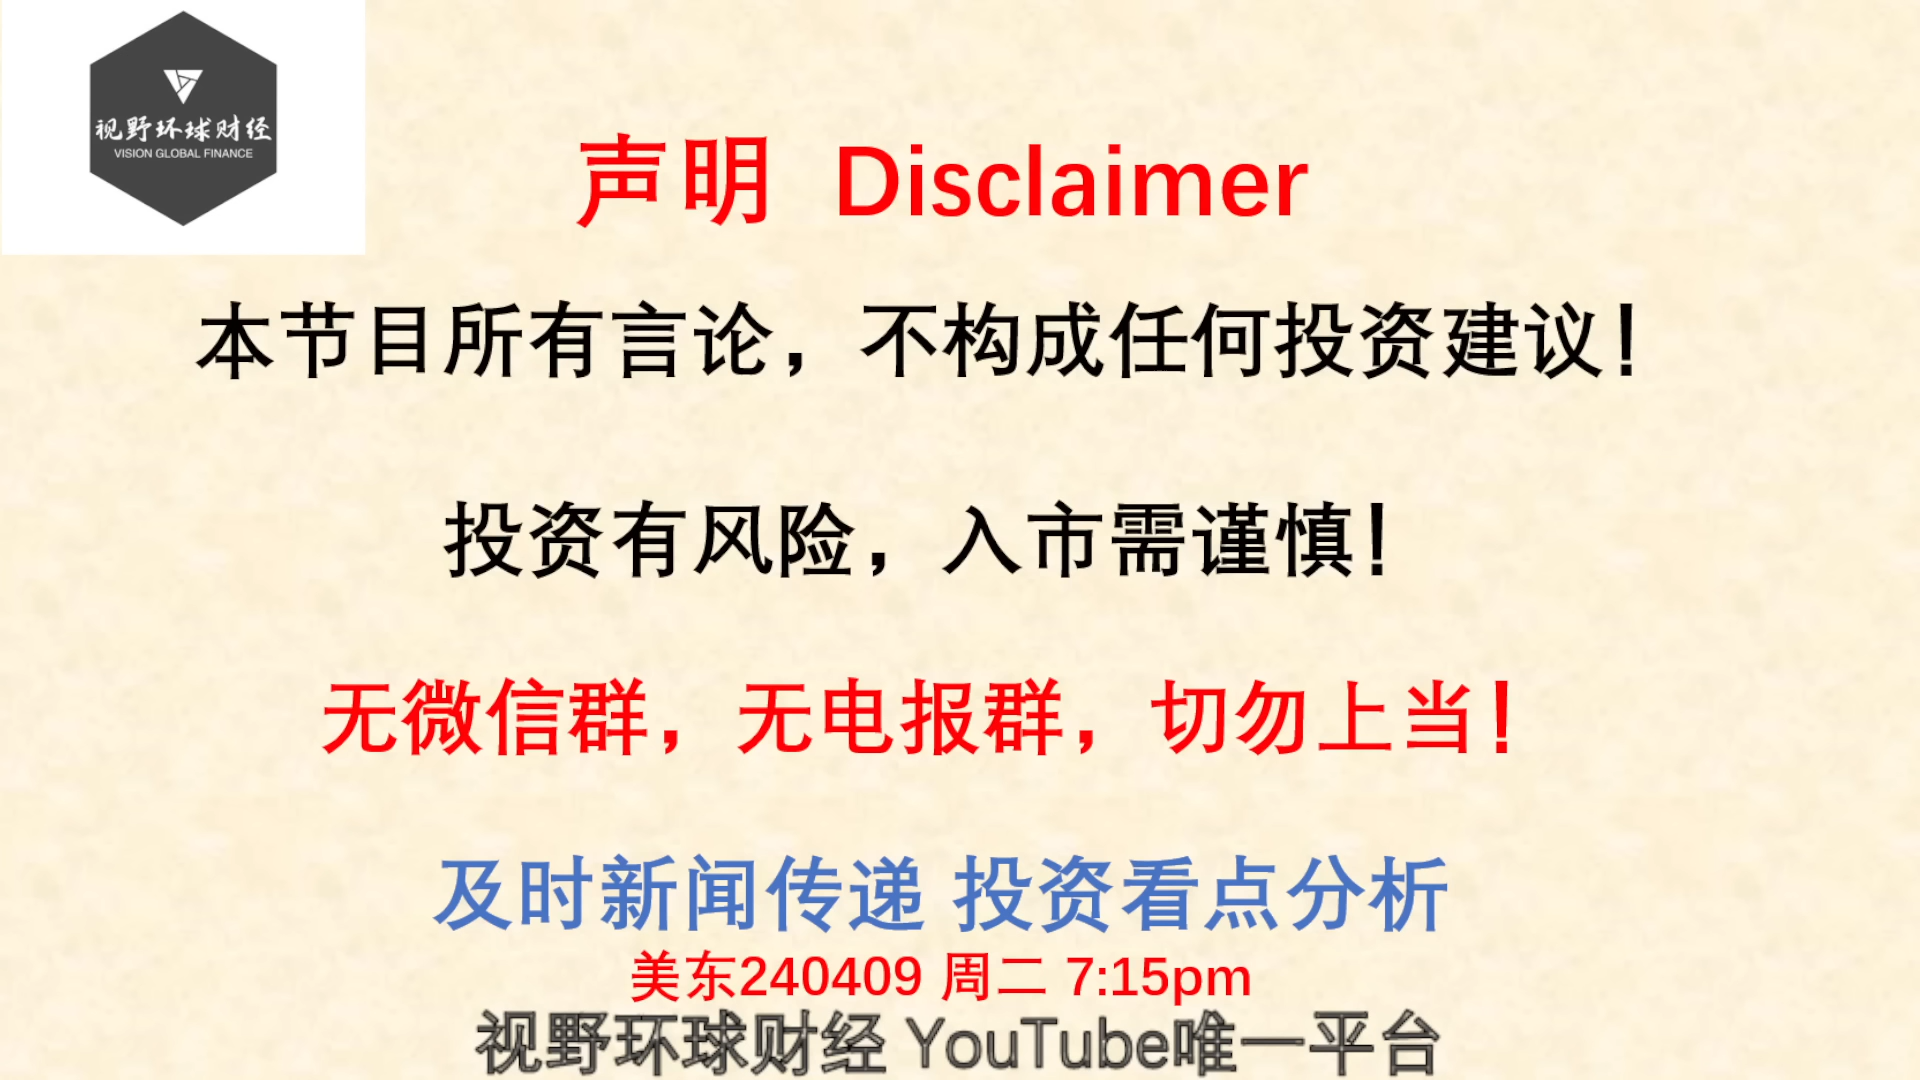 视野环球财经
VISION GLOBAL FINANCE
声明 Disclaimer
本节目所有言论，不构成任何投资建议！
投资有风险，入市需谨慎！
无微信群，无电报群，切勿上当！
及时新闻传递 投资看点分析
美东240409 周二 7:15pm
视野环球财经 YouTube唯一平台